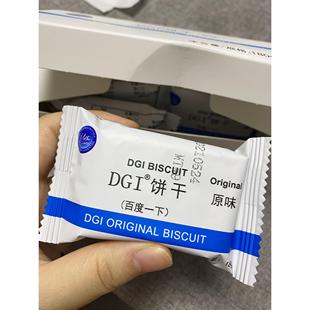 DGI BISCUIT
DGI®饼干
(百度一下)
Original
原味
DGI ORIGINAL BISCUIT